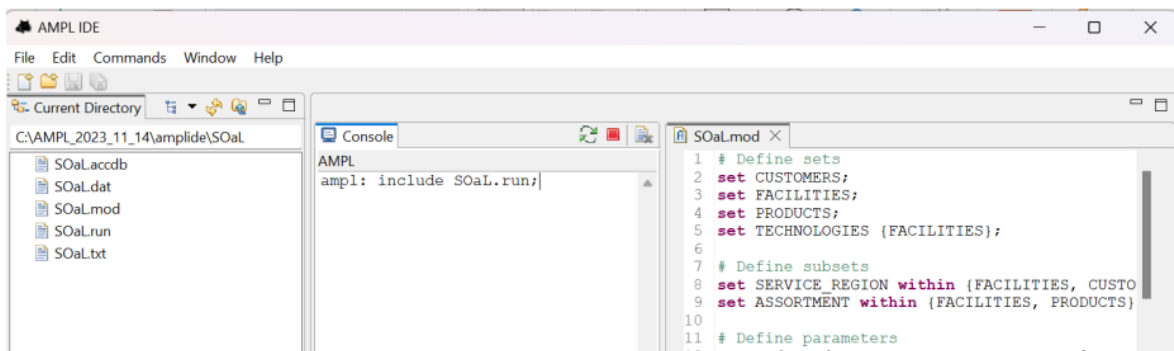 AMPL IDE
File Edit Commands Window Help
Current Directory
C:\AMPL_2023_11_14\amplide\SOaL
SOaL.accdb
SOaL.dat
SOaL.mod
SOaL.run
SOaL.txt
Console
AMPL
ampl: include SOaL.run;
SOaL.mod
1 # Define sets
2 set CUSTOMERS;
3 set FACILITIES;
4 set PRODUCTS;
5 set TECHNOLOGIES {FACILITIES};
6
7 # Define subsets
8 set SERVICE_REGION within {FACILITIES, CUSTO
9 set ASSORTMENT within {FACILITIES, PRODUCTS}
10
11 # Define parameters